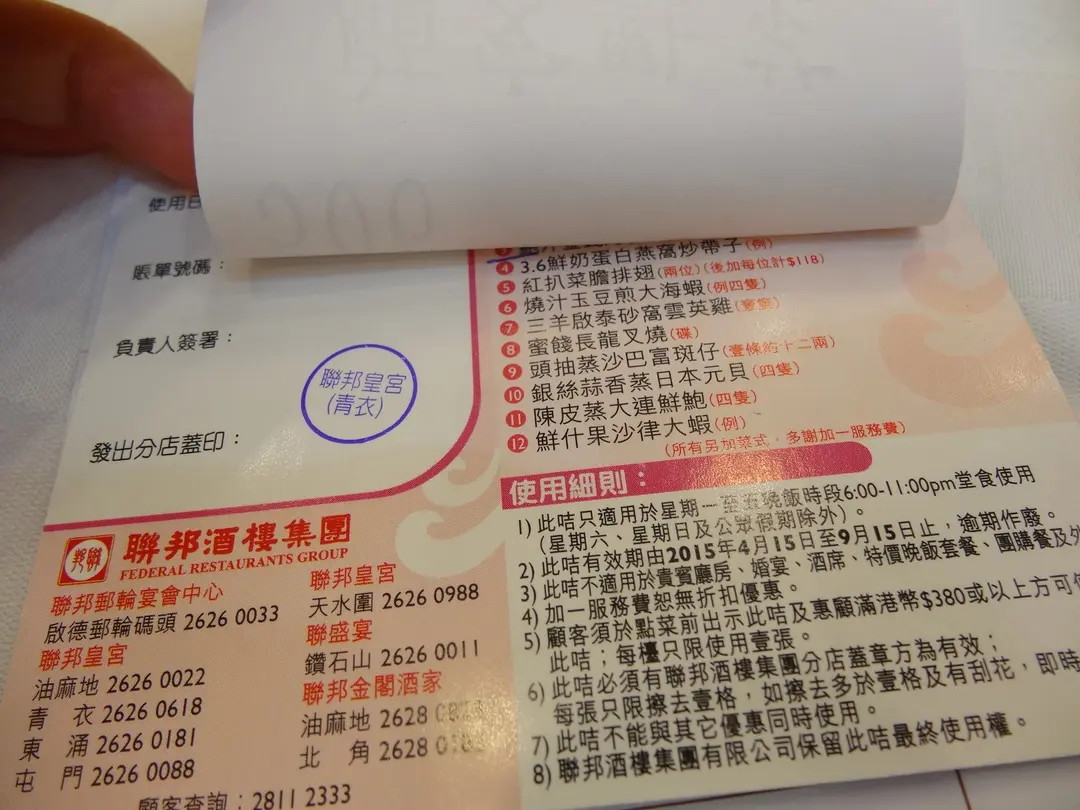 使用日
賬單號碼：
負責人簽署：
聯邦皇宮
(青衣)
發出分店蓋印：
④ 3.6鮮奶蛋白燕窩炒帶子(例)
⑤ 紅扒菜膽排翅(兩位)(後加每位計$118)
⑥ 燒汁玉豆煎大海蝦(例四隻)
⑦ 三羊啟泰砂窩雲英雞(壹隻)
⑧ 蜜餞長龍叉燒(碟)
⑨ 頭抽蒸沙巴富斑仔(壹條約十二兩)
⑩ 銀絲蒜香蒸日本元貝(四隻)
⑪ 陳皮蒸大連鮮鮑(四隻)
⑫ 鮮什果沙律大蝦(例)
(所有另加菜式，多謝加一服務費)
使用細則：
1) 此咭只適用於星期一至五晚飯時段6:00-11:00pm堂食使用
(星期六、星期日及公眾假期除外)。
2) 此咭有效期由2015年4月15日至9月15日止，逾期作廢。
3) 此咭不適用於貴賓廳房、婚宴、酒席、特價晚飯套餐、團購餐及外
4) 加一服務費恕無折扣優惠。
5) 顧客須於點菜前出示此咭及惠顧滿港幣$380或以上方可使
此咭；每檯只限使用壹張。
6) 此咭必須有聯邦酒樓集團分店蓋章方為有效；
每張只限擦去壹格，如擦去多於壹格及有刮花，即時
7) 此咭不能與其它優惠同時使用。
8) 聯邦酒樓集團有限公司保留此咭最終使用權。
邦聯
聯邦酒樓集團
FEDERAL RESTAURANTS GROUP
聯邦郵輪宴會中心
啟德郵輪碼頭 2626 0033
聯邦皇宮
油麻地 2626 0022
青 衣 2626 0618
東 涌 2626 0181
屯 門 2626 0088
聯邦皇宮
天水圍 2626 0988
聯盛宴
鑽石山 2626 0011
聯邦金閣酒家
油麻地 2628
北 角 2628
顧客查詢：2811 2333